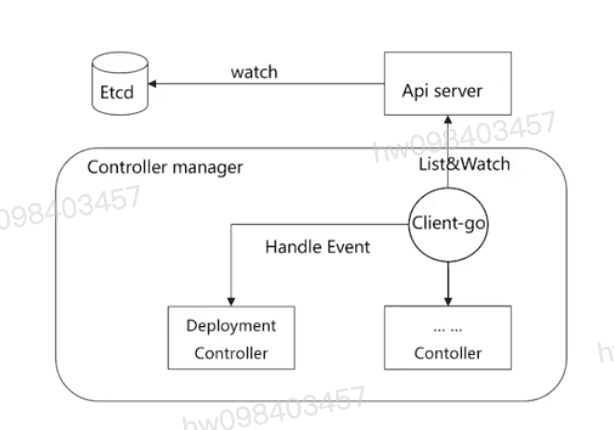 watch
Etcd
Api server
hw098403457
Controller manager
List&Watch
098403457
Client-go
Handle Event
Deployment
Controller
... ...
Contoller
h
hw098403457